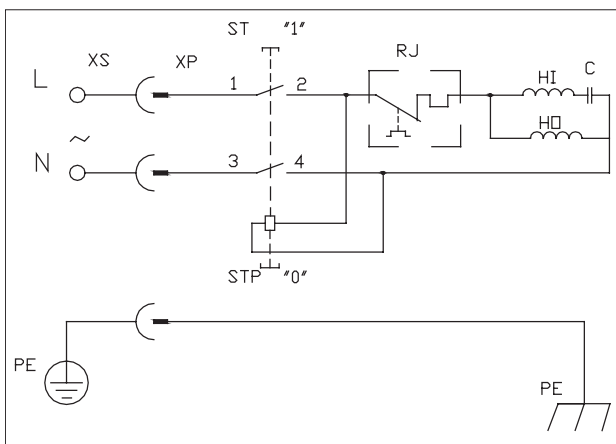 ST "1"
XS XP RJ
L 1 2 HI C
HO
~
N 3 4
STP "0"
PE
PE